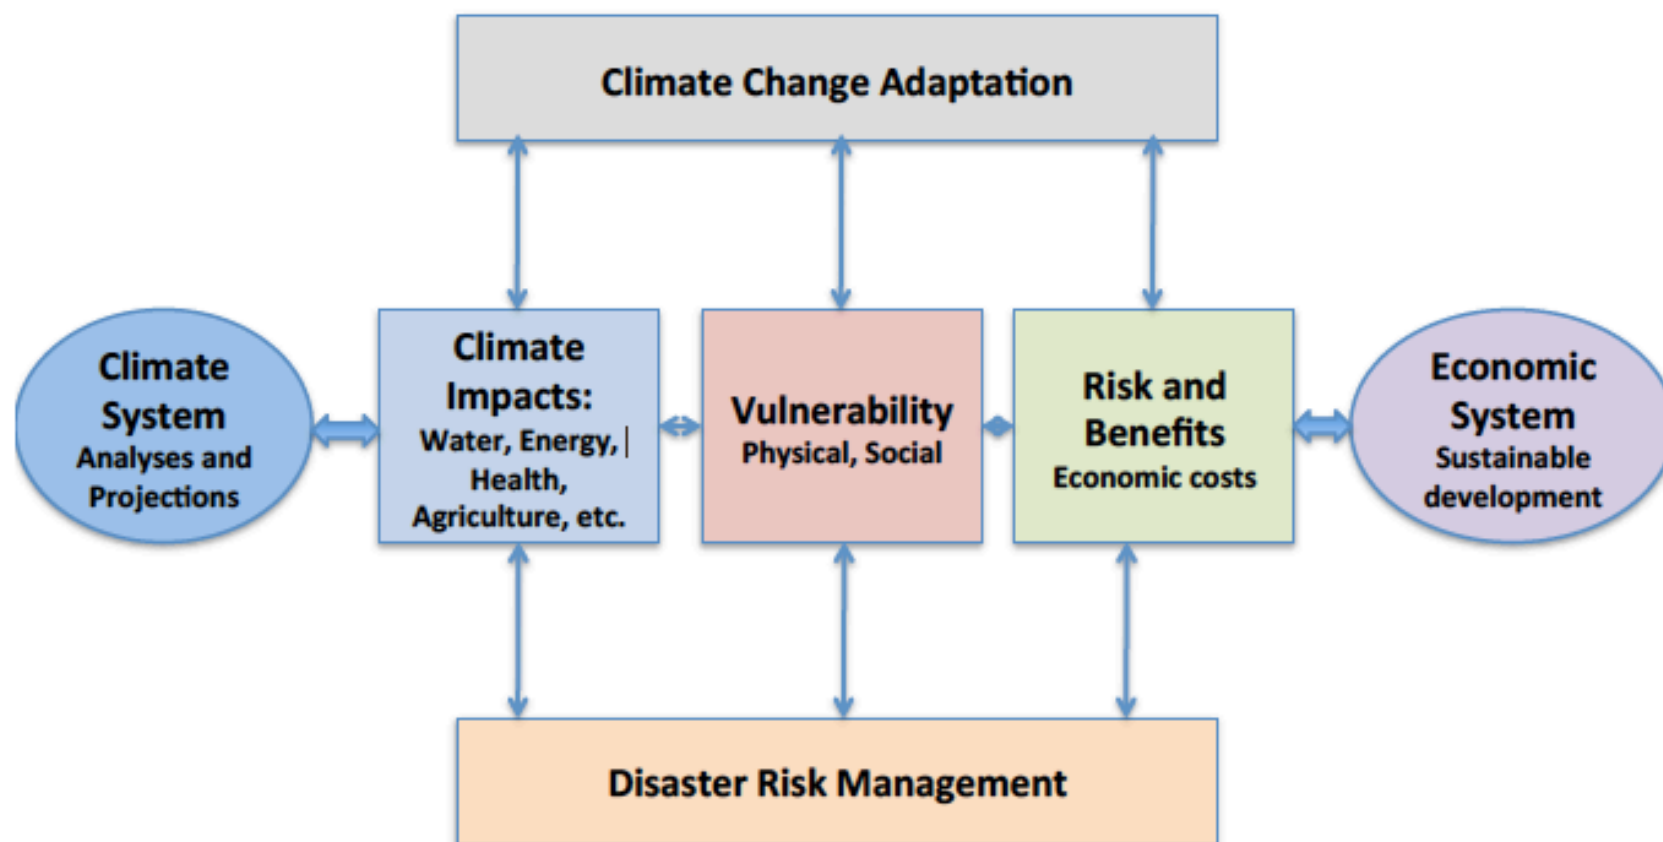 Climate Change Adaptation
Climate
System
Analyses and
Projections
Climate
Impacts:
Water, Energy,
Health,
Agriculture, etc.
Vulnerability
Physical, Social
Risk and
Benefits
Economic costs
Economic
System
Sustainable
development
Disaster Risk Management